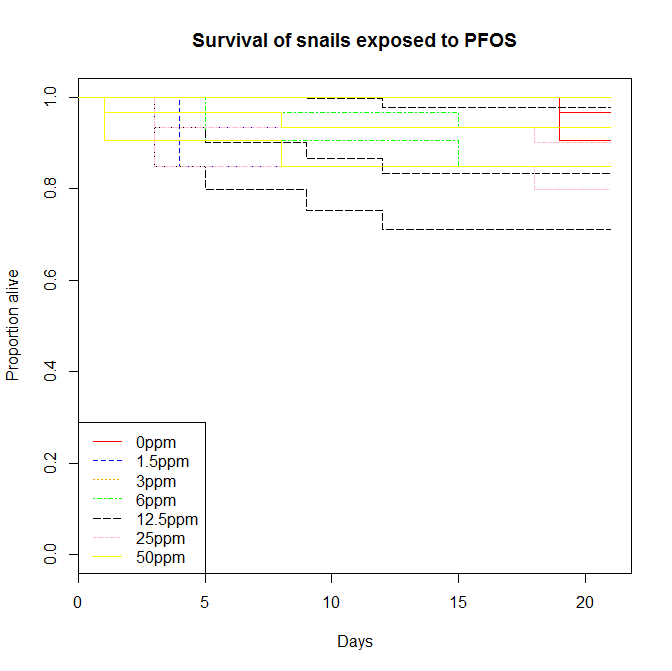 Survival of snails exposed to PFOS
Proportion alive
1.0
0.8
0.6
0.4
0.2
0.0
0ppm
1.5ppm
3ppm
6ppm
12.5ppm
25ppm
50ppm
0 5 10 15 20
Days